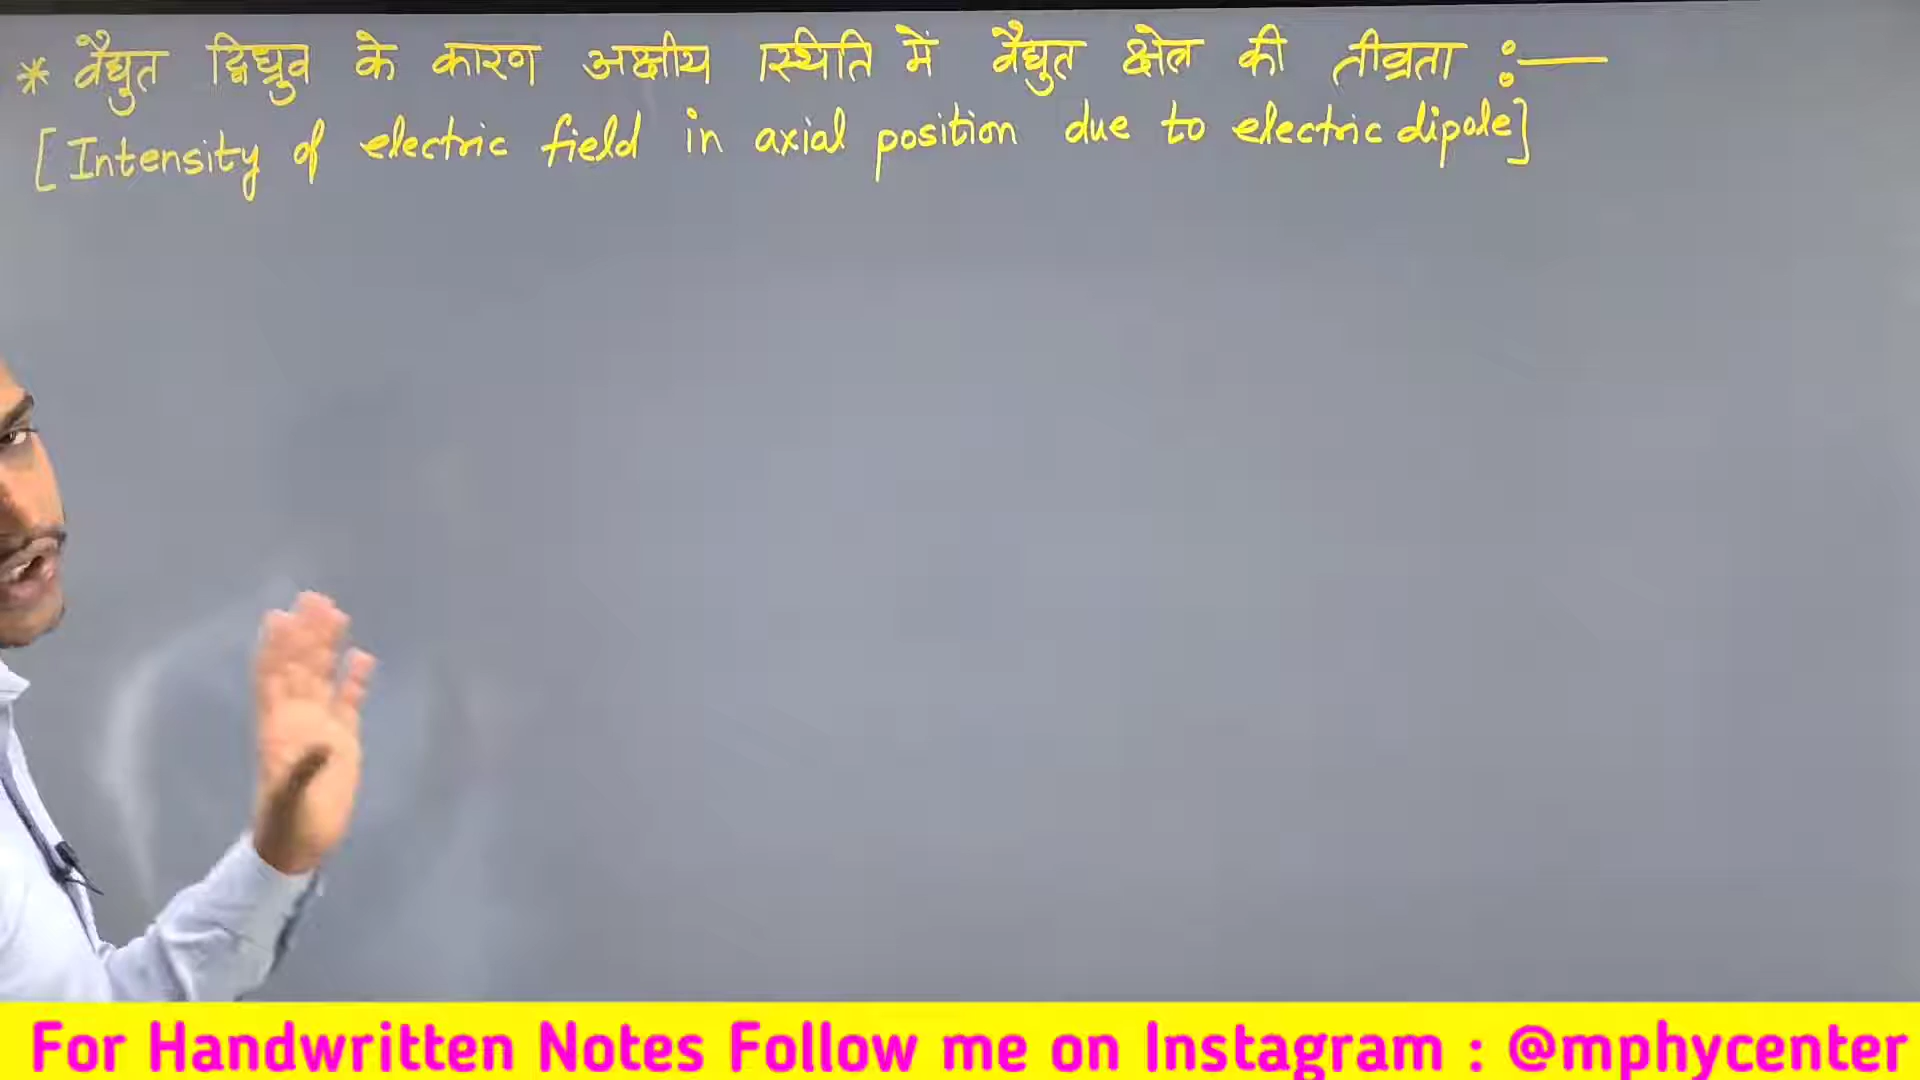 * वैद्युत द्विध्रुव के कारण अक्षीय स्थिति में वैद्युत क्षेत्र की तीव्रता :—
[Intensity of electric field in axial position due to electric dipole]
For Handwritten Notes Follow me on Instagram : @mphycenter